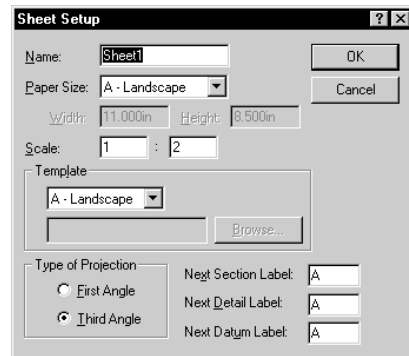 Sheet Setup
Name: Sheet1 OK
Paper Size: A - Landscape Cancel
Width: 11.000in Height: 8.500in
Scale: 1 : 2
Template
A - Landscape
Browse...
Type of Projection
First Angle
Third Angle
Next Section Label: A
Next Detail Label: A
Next Datum Label: A